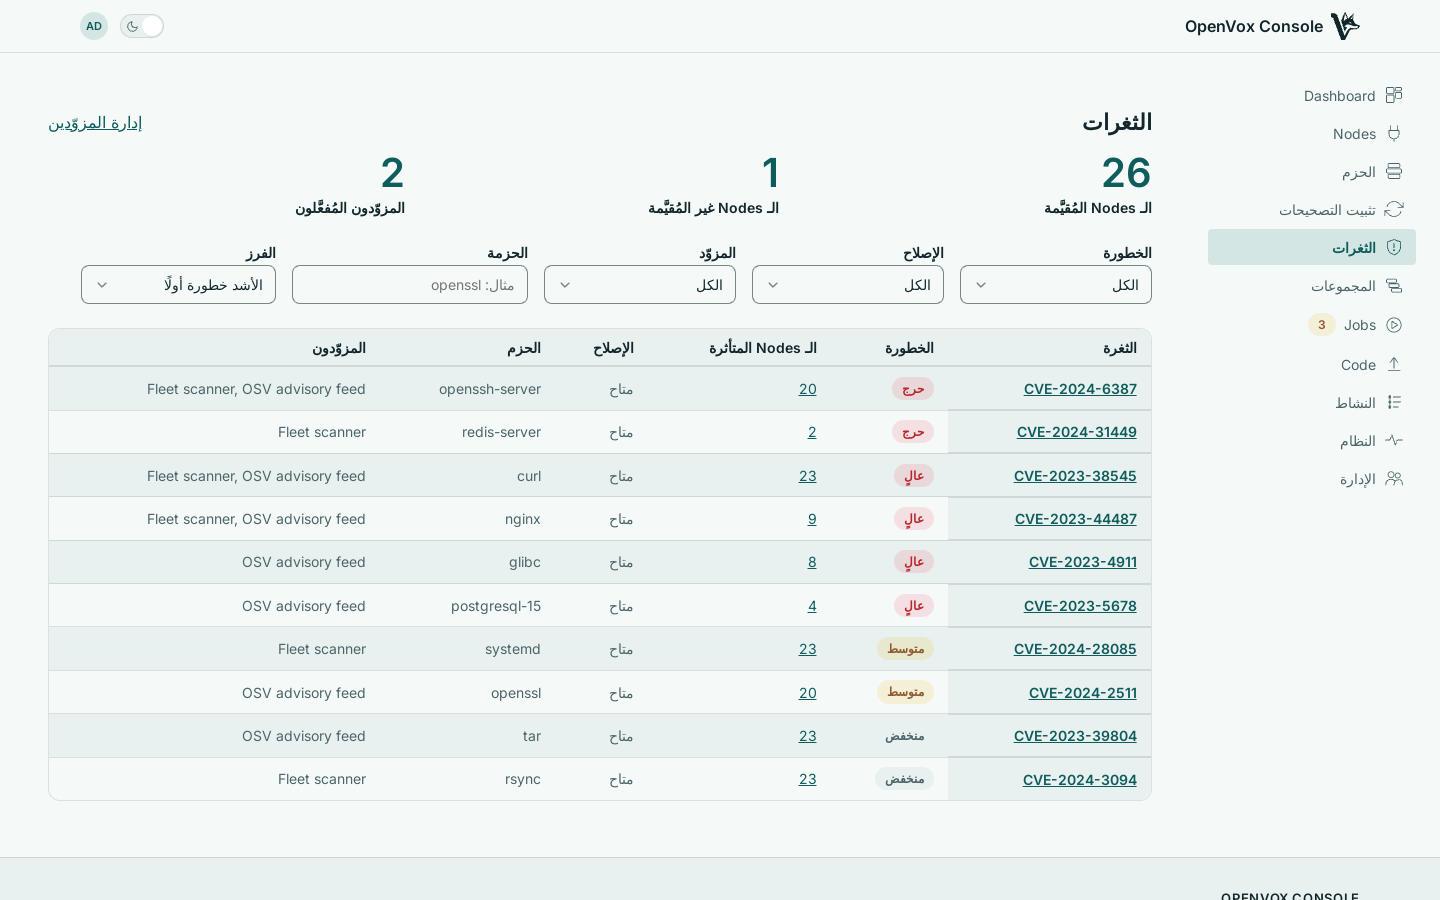 OpenVox Console
AD
Dashboard
Nodes
الحزم
تثبيت التصحيحات
الثغرات
المجموعات
Jobs 3
Code
النشاط
النظام
الإدارة
الثغرات
إدارة المزوّدين
26
الـ Nodes المُقيَّمة
1
الـ Nodes غير المُقيَّمة
2
المزوّدون المُفعَّلون
الخطورة الإصلاح المزوّد الحزمة الفرز
الكل الكل الكل مثال: openssl الأشد خطورة أولًا
الثغرة الخطورة الـ Nodes المتأثرة الإصلاح الحزم المزوّدون
CVE-2024-6387 حرج 20 متاح openssh-server Fleet scanner, OSV advisory feed
CVE-2024-31449 حرج 2 متاح redis-server Fleet scanner
CVE-2023-38545 عالٍ 23 متاح curl Fleet scanner, OSV advisory feed
CVE-2023-44487 عالٍ 9 متاح nginx Fleet scanner, OSV advisory feed
CVE-2023-4911 عالٍ 8 متاح glibc OSV advisory feed
CVE-2023-5678 عالٍ 4 متاح postgresql-15 OSV advisory feed
CVE-2024-28085 متوسط 23 متاح systemd Fleet scanner
CVE-2024-2511 متوسط 20 متاح openssl OSV advisory feed
CVE-2023-39804 منخفض 23 متاح tar OSV advisory feed
CVE-2024-3094 منخفض 23 متاح rsync Fleet scanner
OPENVOX CONSOLE